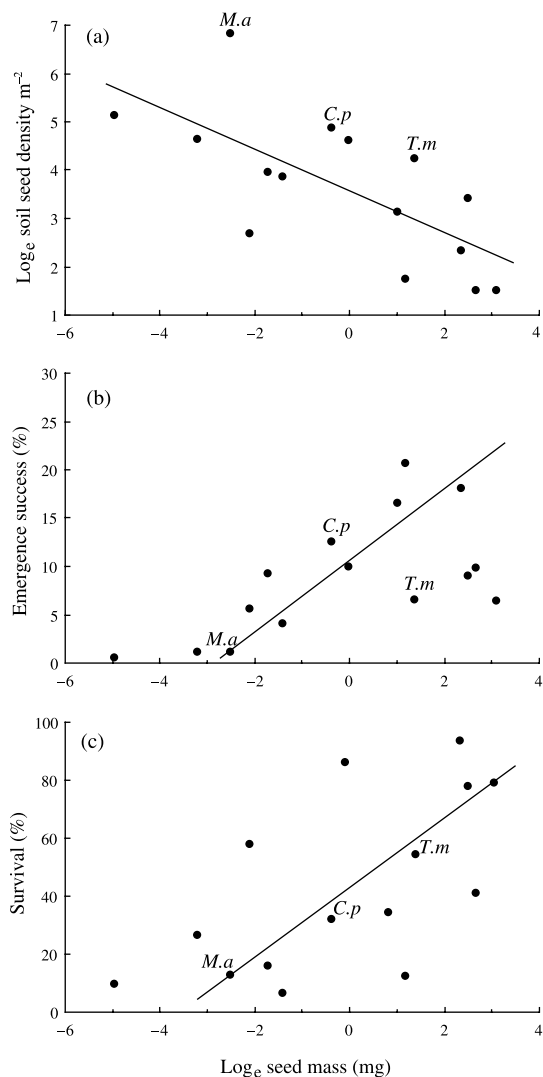 (a)
M.a
C.p
T.m
Logₑ soil seed density m⁻²
7
6
5
4
3
2
1
−6 −4 −2 0 2 4
(b)
C.p
T.m
M.a
Emergence success (%)
30
25
20
15
10
5
0
−6 −4 −2 0 2 4
(c)
T.m
C.p
M.a
Survival (%)
100
80
60
40
20
0
−6 −4 −2 0 2 4
Logₑ seed mass (mg)